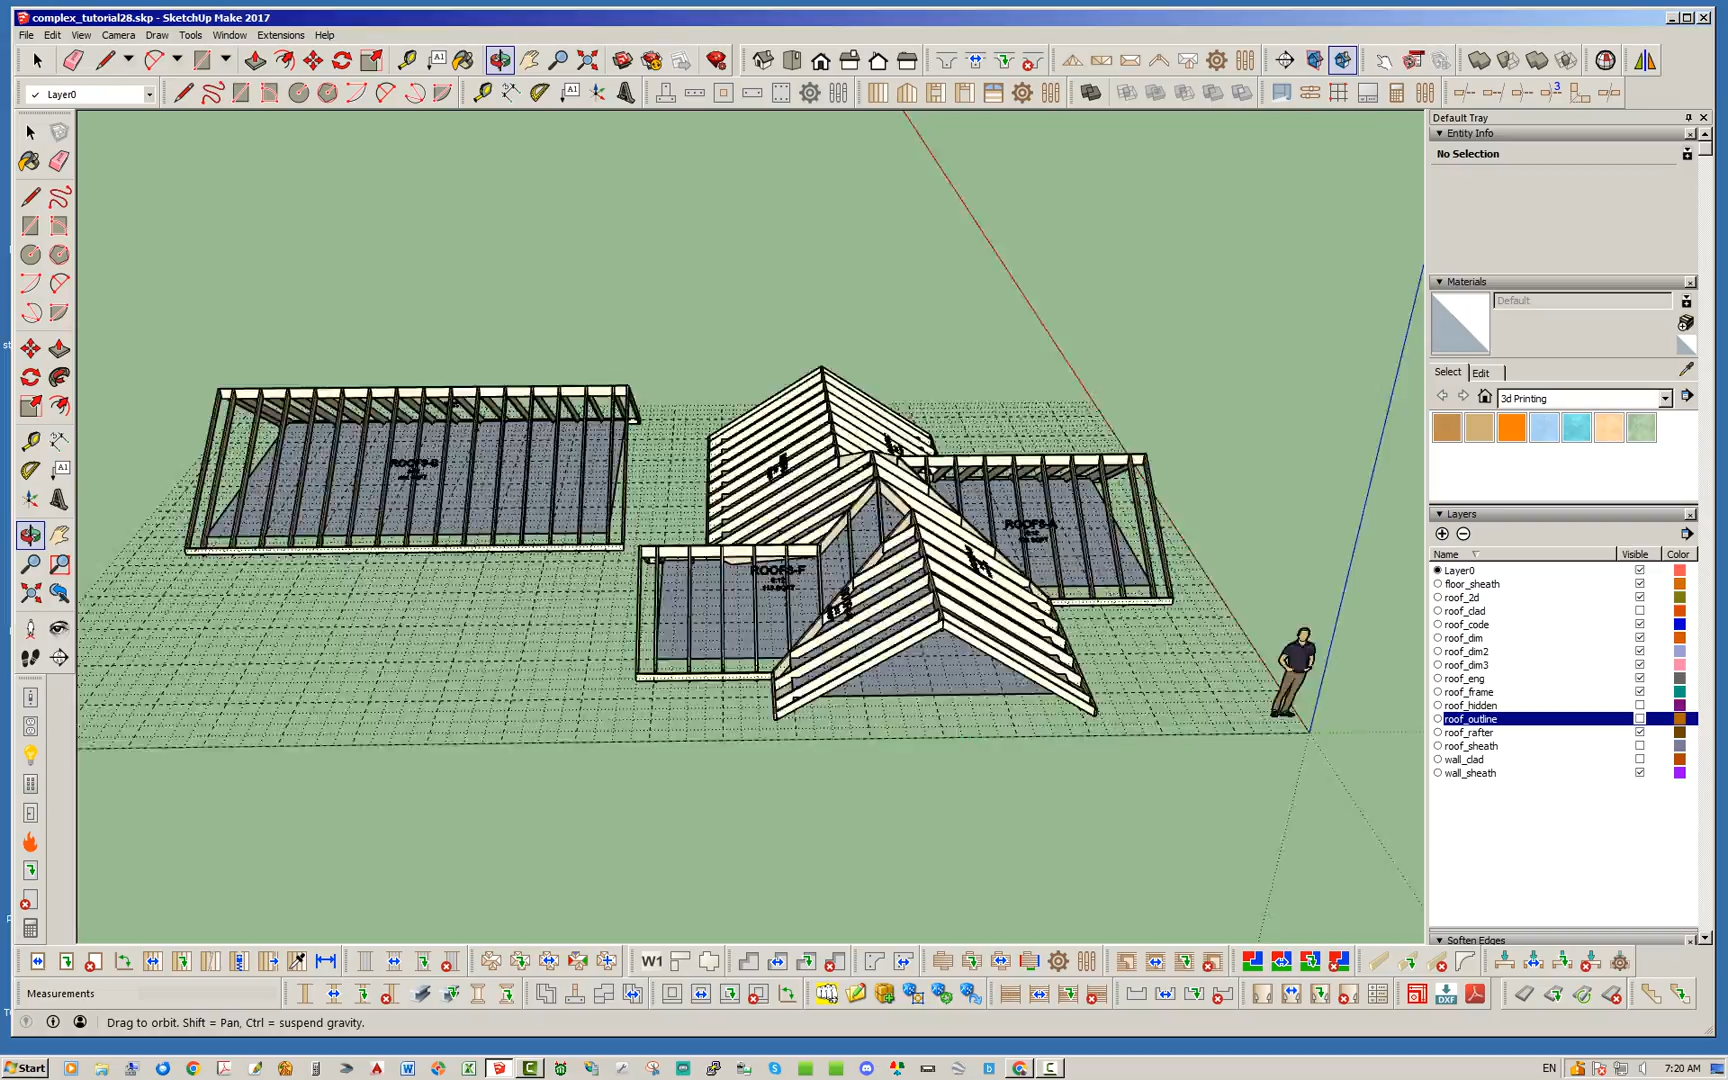 complex_tutorial28.skp - SketchUp Make 2017
File Edit View Camera Draw Tools Window Extensions Help
Layer0
Default Tray
Entity Info
No Selection
Materials
Default
Select Edit
3d Printing
Layers
Name Visible Color
Layer0
floor_sheath
roof_2d
roof_clad
roof_code
roof_dim
roof_dim2
roof_dim3
roof_eng
roof_frame
roof_hidden
roof_outline
roof_rafter
roof_sheath
wall_clad
wall_sheath
Soften Edges
W1
Measurements
DXF
Drag to orbit. Shift = Pan, Ctrl = suspend gravity.
Start
EN
7:20 AM